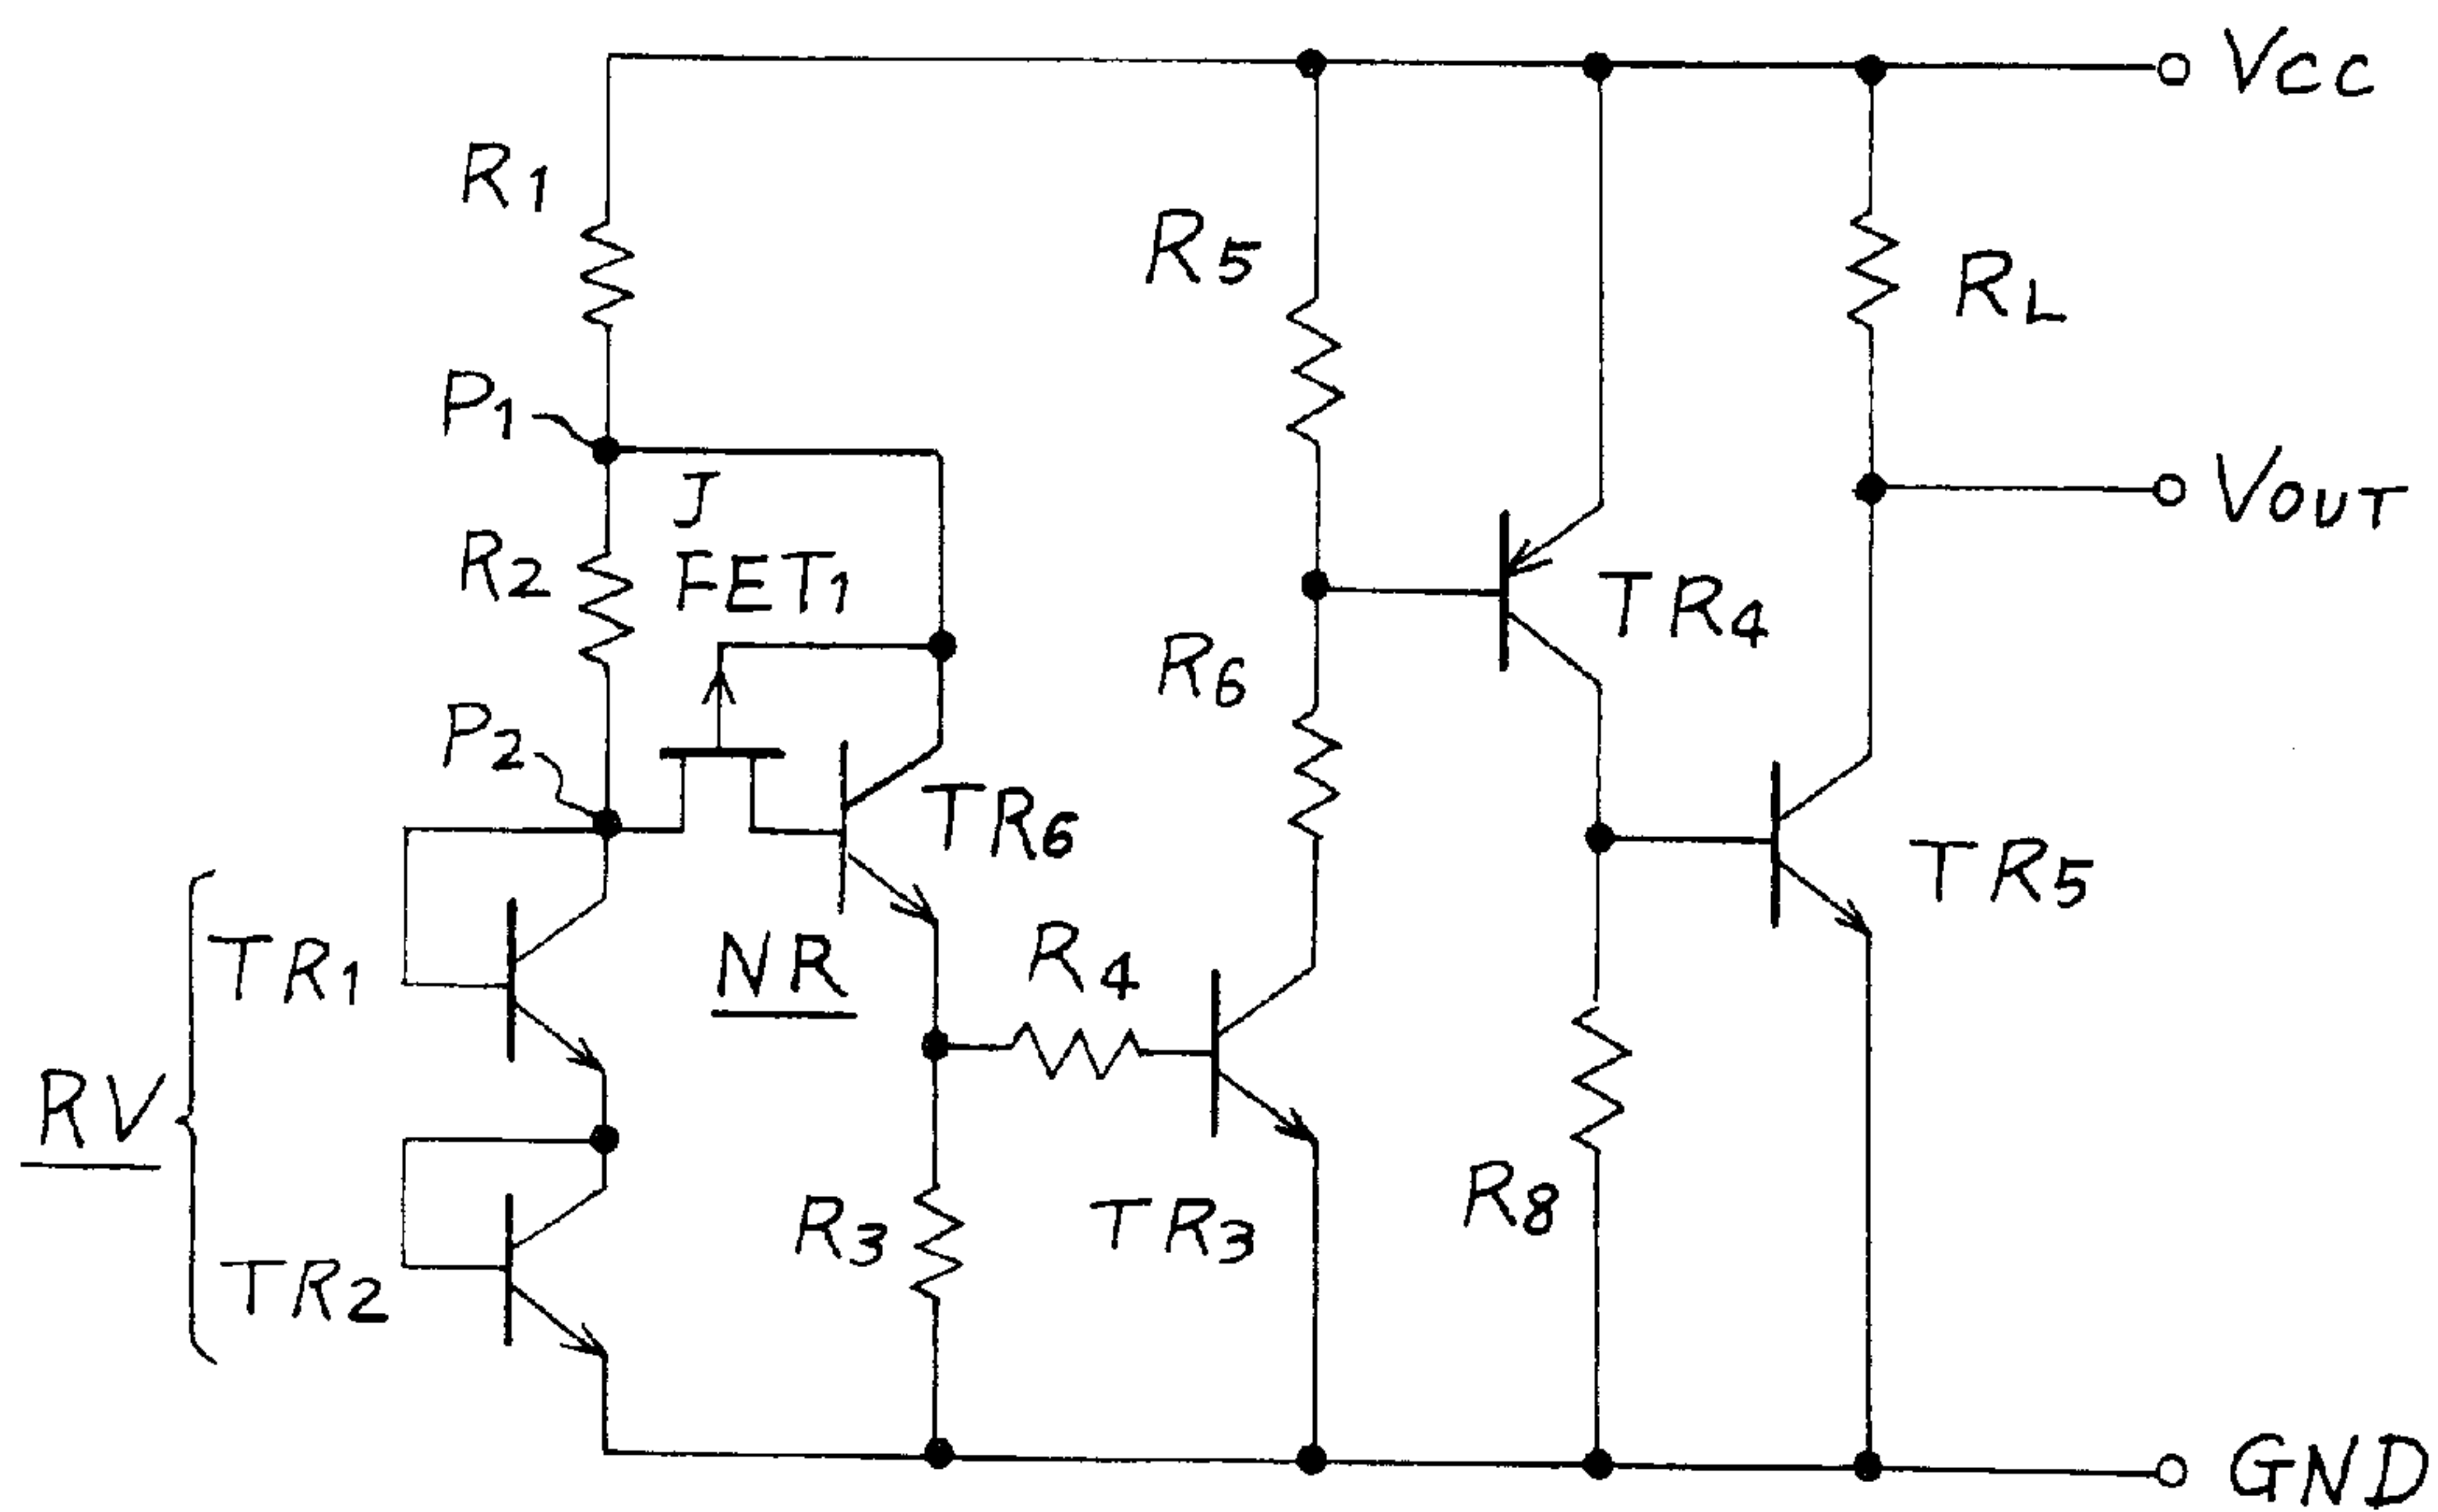 VCC
R1
R5
RL
P1
J
FET1
VOUT
R2
TR4
R6
P2
TR6
TR5
TR1
NR
R4
RV
R3
TR3
R8
TR2
GND